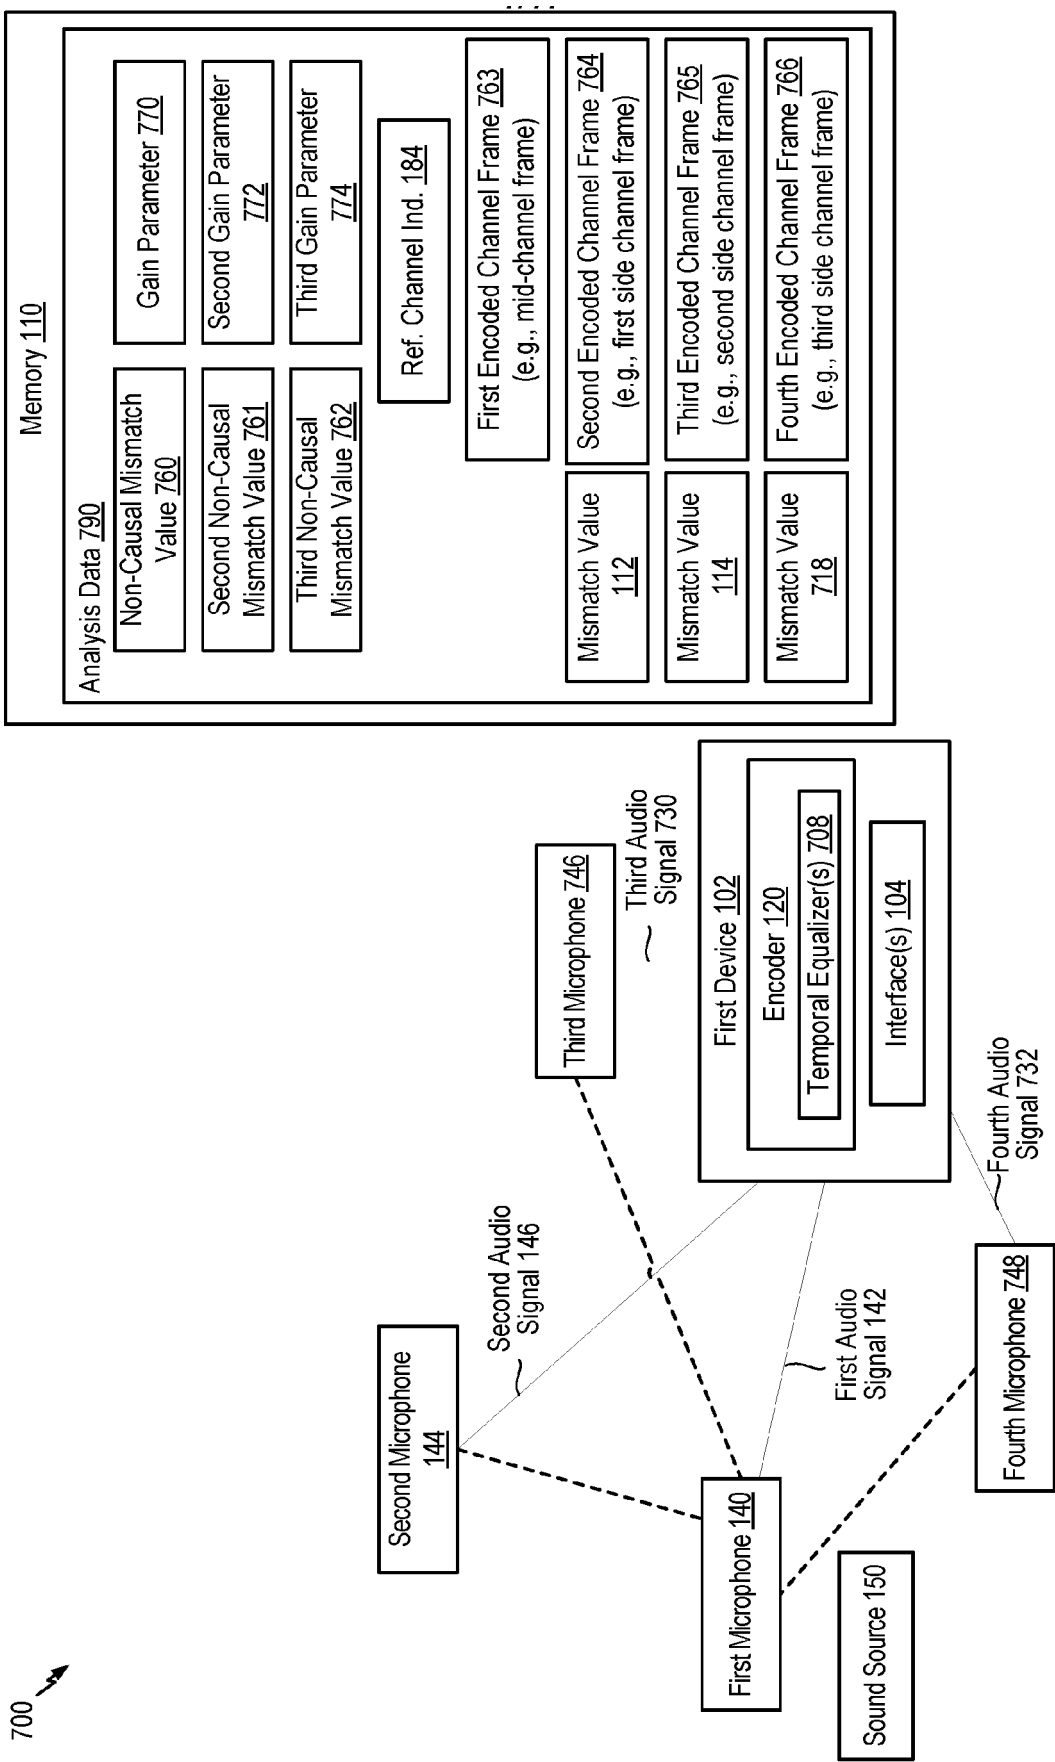 700
Memory 110
Analysis Data 790
Non-Causal Mismatch
Value 760
Gain Parameter 770
Second Non-Causal
Mismatch Value 761
Second Gain Parameter
772
Third Non-Causal
Mismatch Value 762
Third Gain Parameter
774
Ref. Channel Ind. 184
First Encoded Channel Frame 763
(e.g., mid-channel frame)
Mismatch Value
112
Second Encoded Channel Frame 764
(e.g., first side channel frame)
Mismatch Value
114
Third Encoded Channel Frame 765
(e.g., second side channel frame)
Mismatch Value
718
Fourth Encoded Channel Frame 766
(e.g., third side channel frame)
Second Microphone
144
Second Audio
Signal 146
Third Microphone 746
Third Audio
Signal 730
First Device 102
Encoder 120
Temporal Equalizer(s) 708
Interface(s) 104
First Microphone 140
First Audio
Signal 142
Sound Source 150
Fourth Microphone 748
Fourth Audio
Signal 732